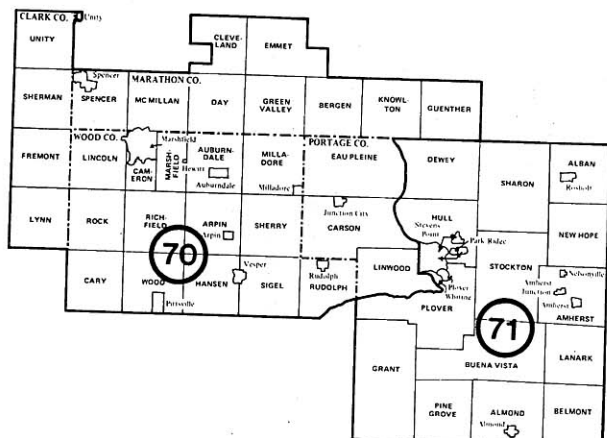 CLARK CO.
Unity
UNITY
CLEVE-
LAND
EMMET
Spencer
MARATHON CO.
SHERMAN
SPENCER
MC MILLAN
DAY
GREEN
VALLEY
BERGEN
KNOWL-
TON
GUENTHER
WOOD CO.
Marshfield
PORTAGE CO.
FREMONT
LINCOLN
CAM-
ERON
MARSH-
FIELD
Hewitt
AUBURN-
DALE
Auburndale
MILLA-
DORE
Milladore
EAU PLEINE
DEWEY
SHARON
ALBAN
Rosholt
LYNN
ROCK
RICH-
FIELD
ARPIN
Arpin
SHERRY
Junction City
CARSON
HULL
Stevens
Point
Park Ridge
NEW HOPE
70
CARY
WOOD
Pittsville
HANSEN
Vesper
SIGEL
Rudolph
RUDOLPH
LINWOOD
Plover
Whiting
PLOVER
STOCKTON
Nelsonville
Amherst
Junction
Amherst
AMHERST
71
GRANT
BUENA VISTA
LANARK
PINE
GROVE
ALMOND
Almond
BELMONT